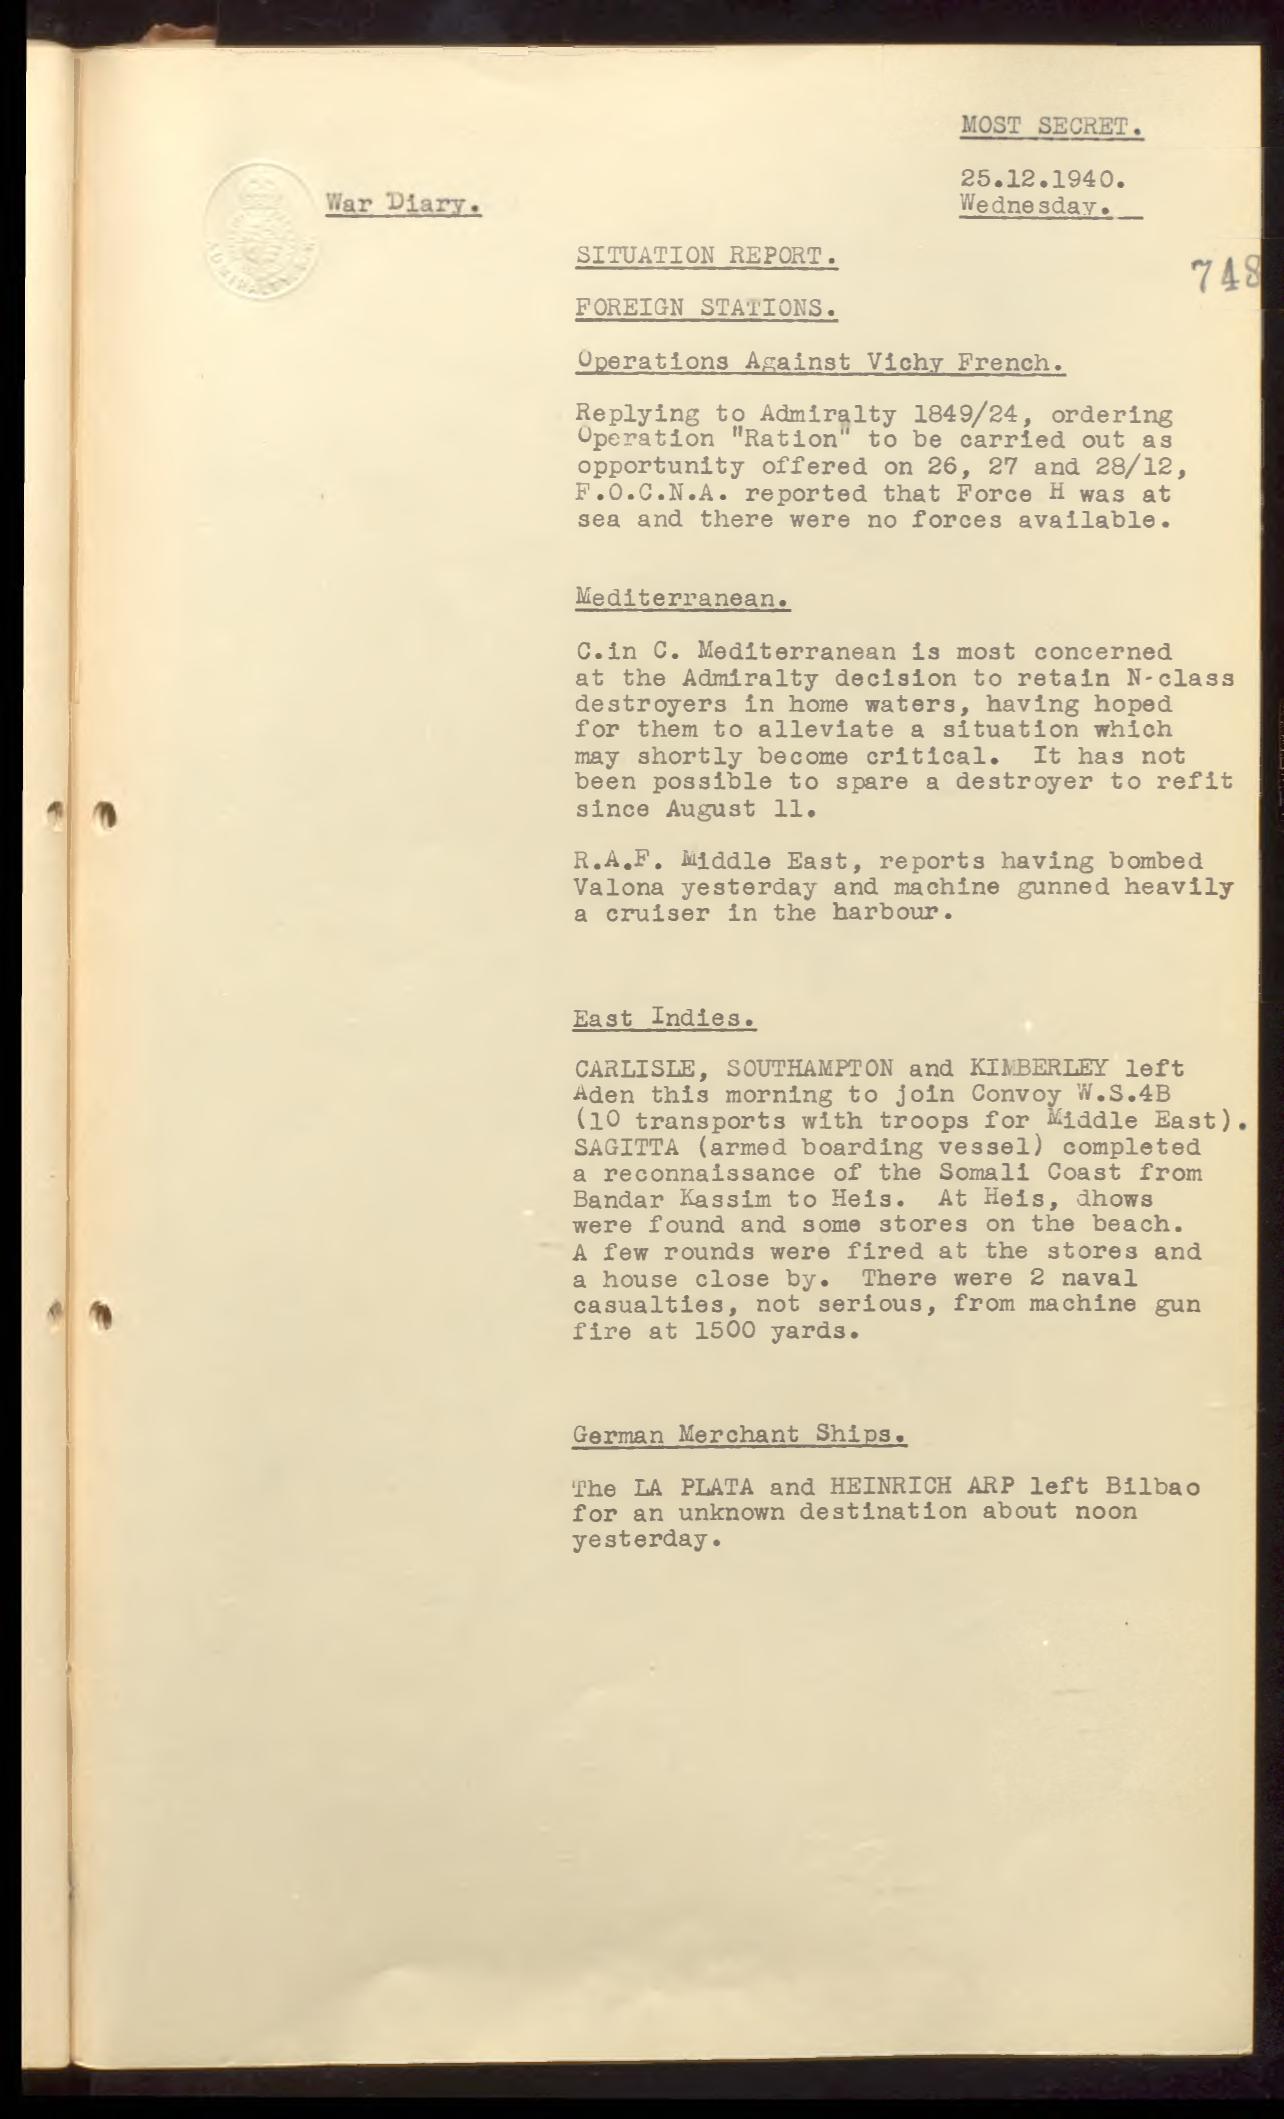 MOST SECRET.
25.12.1940.
Wednesday.
War Diary.
SITUATION REPORT.
748
FOREIGN STATIONS.
Operations Against Vichy French.
Replying to Admiralty 1849/24, ordering
Operation "Ration" to be carried out as
opportunity offered on 26, 27 and 28/12,
F.O.C.N.A. reported that Force H was at
sea and there were no forces available.
Mediterranean.
C.in C. Mediterranean is most concerned
at the Admiralty decision to retain N-class
destroyers in home waters, having hoped
for them to alleviate a situation which
may shortly become critical. It has not
been possible to spare a destroyer to refit
since August 11.
R.A.F. Middle East, reports having bombed
Valona yesterday and machine gunned heavily
a cruiser in the harbour.
East Indies.
CARLISLE, SOUTHAMPTON and KIMBERLEY left
Aden this morning to join Convoy W.S.4B
(10 transports with troops for Middle East).
SAGITTA (armed boarding vessel) completed
a reconnaissance of the Somali Coast from
Bandar Kassim to Heis. At Heis, dhows
were found and some stores on the beach.
A few rounds were fired at the stores and
a house close by. There were 2 naval
casualties, not serious, from machine gun
fire at 1500 yards.
German Merchant Ships.
The LA PLATA and HEINRICH ARP left Bilbao
for an unknown destination about noon
yesterday.